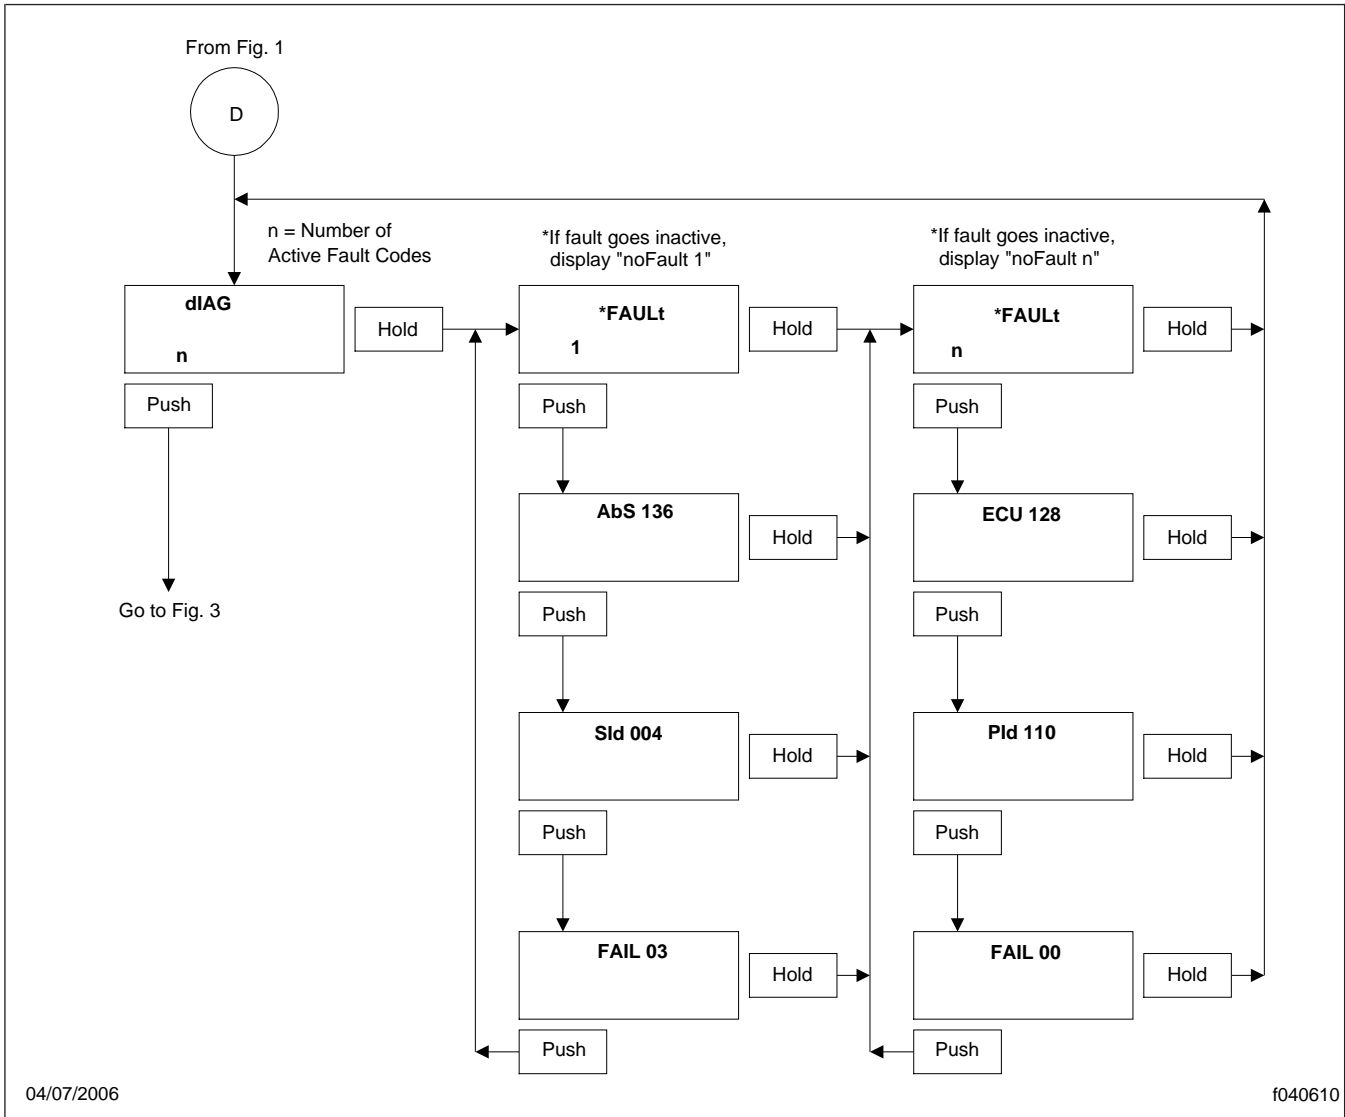 From Fig. 1
D
n = Number of
Active Fault Codes
*If fault goes inactive,
display "noFault 1"
*If fault goes inactive,
display "noFault n"
dIAG
n
Hold
*FAULt
1
Hold
*FAULt
n
Hold
Push
Push
Push
AbS 136
Hold
ECU 128
Hold
Go to Fig. 3
Push
Push
SId 004
Hold
PId 110
Hold
Push
Push
FAIL 03
Hold
FAIL 00
Hold
Push
Push
04/07/2006
f040610